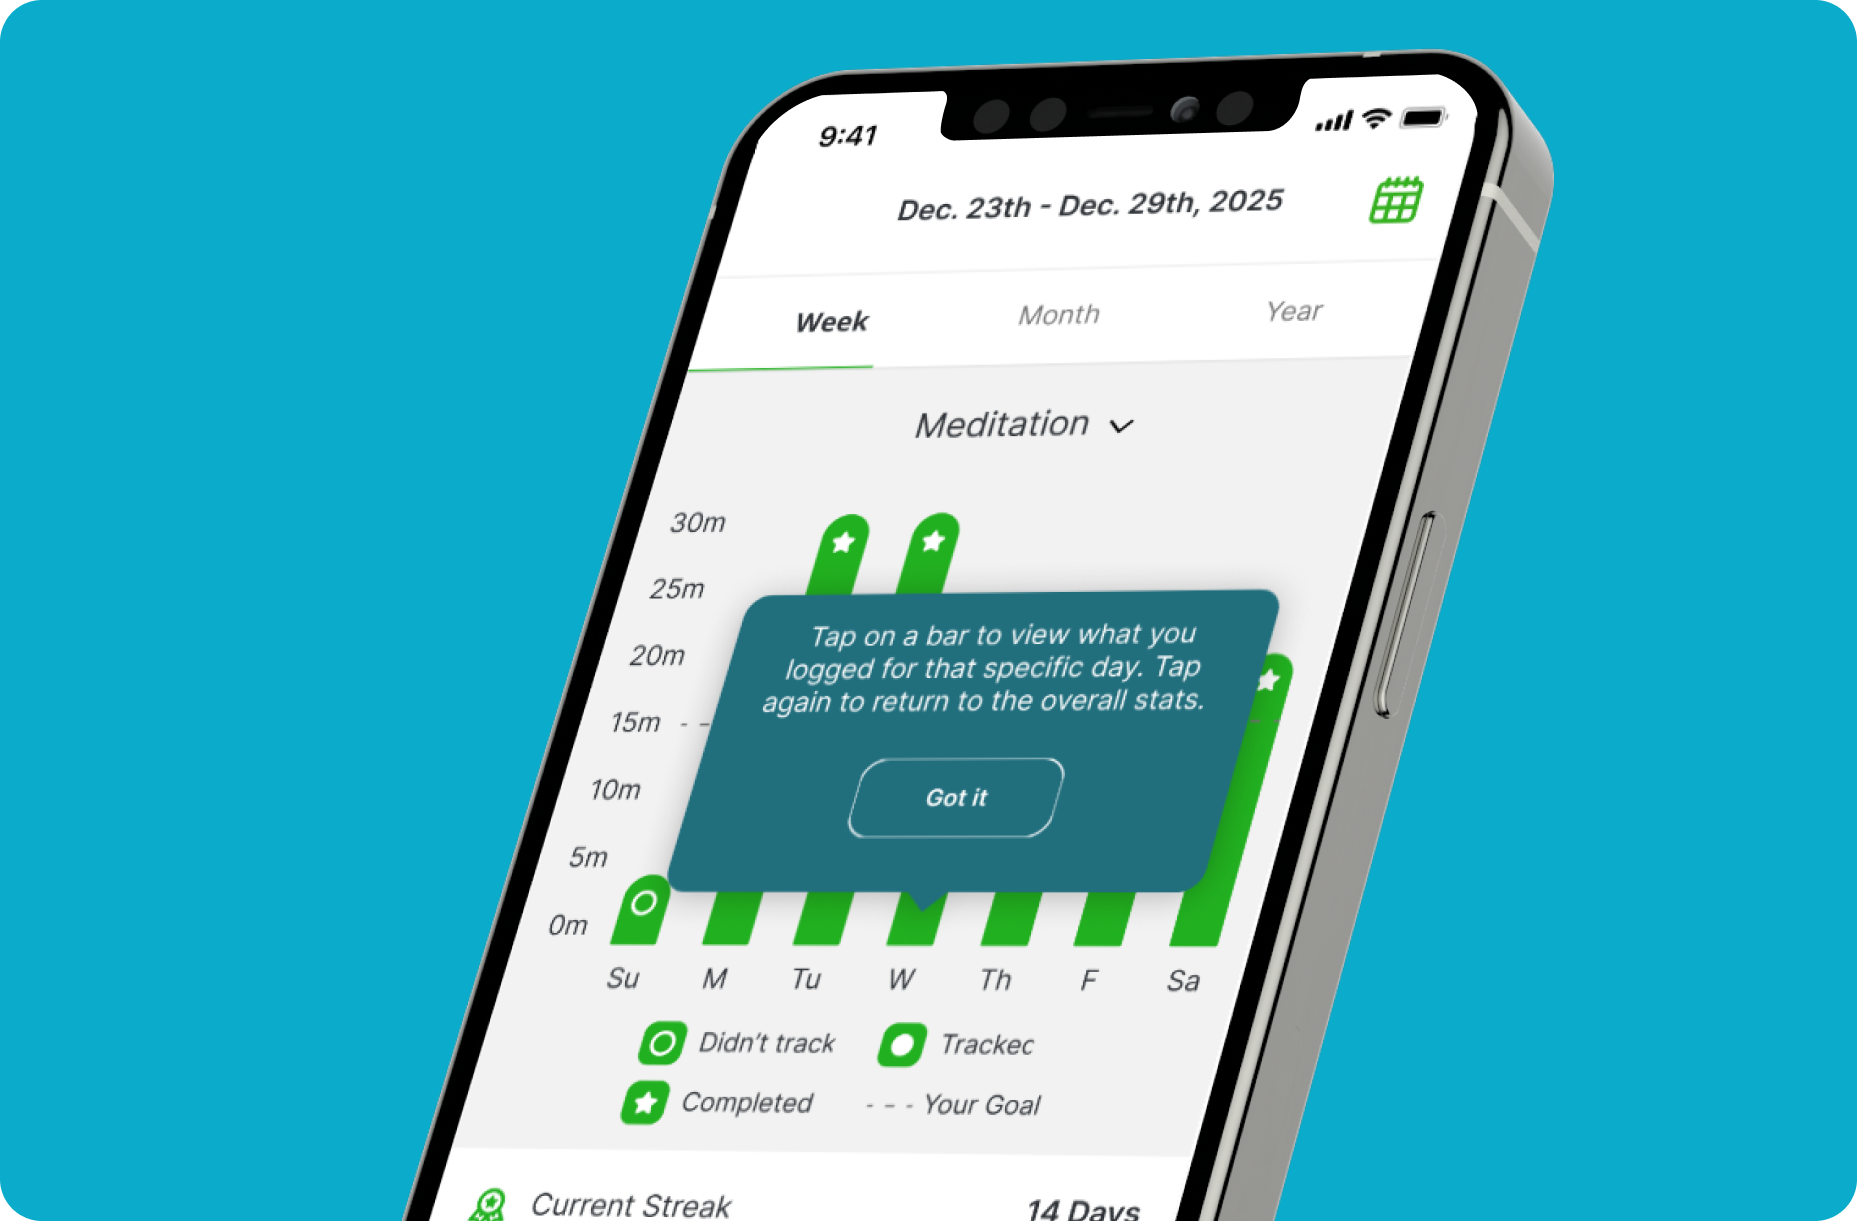 9:41
Dec. 23th - Dec. 29th, 2025
Week Month Year
Meditation
30m
25m
Tap on a bar to view what you
logged for that specific day. Tap
again to return to the overall stats.
20m
15m
Got it
10m
5m
0m
Su M Tu W Th F Sa
Didn't track
Completed
Your Goal
Current Streak 14 Days